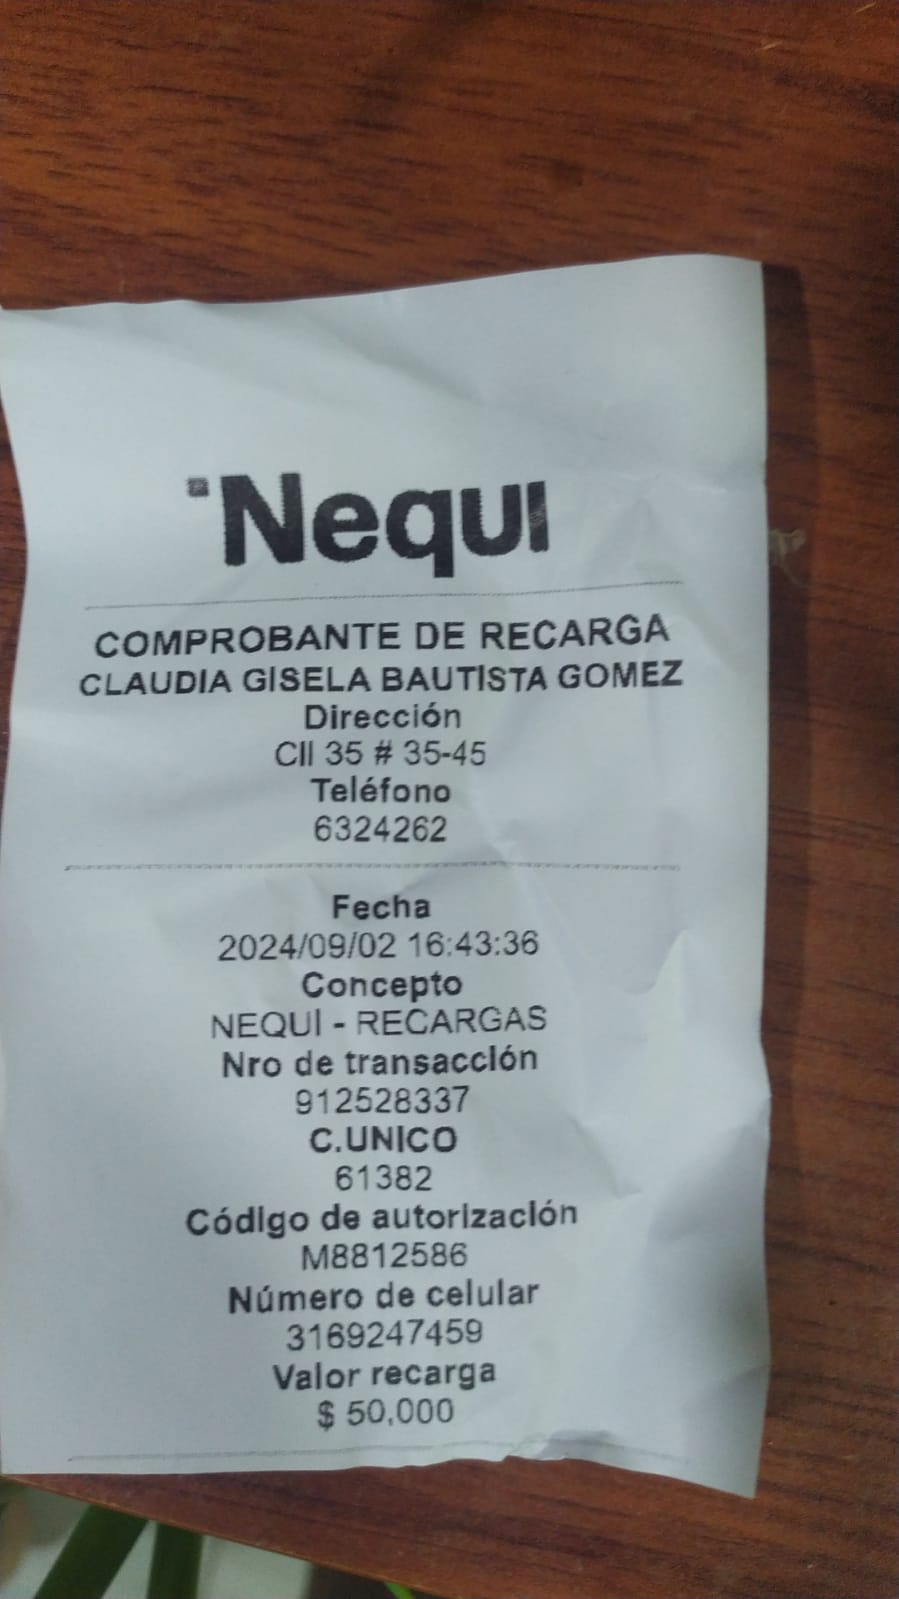 Nequi
COMPROBANTE DE RECARGA
CLAUDIA GISELA BAUTISTA GOMEZ
Dirección
Cll 35 # 35-45
Teléfono
6324262
Fecha
2024/09/02 16:43:36
Concepto
NEQUI - RECARGAS
Nro de transacción
912528337
C.UNICO
61382
Código de autorización
M8812586
Número de celular
3169247459
Valor recarga
$ 50,000